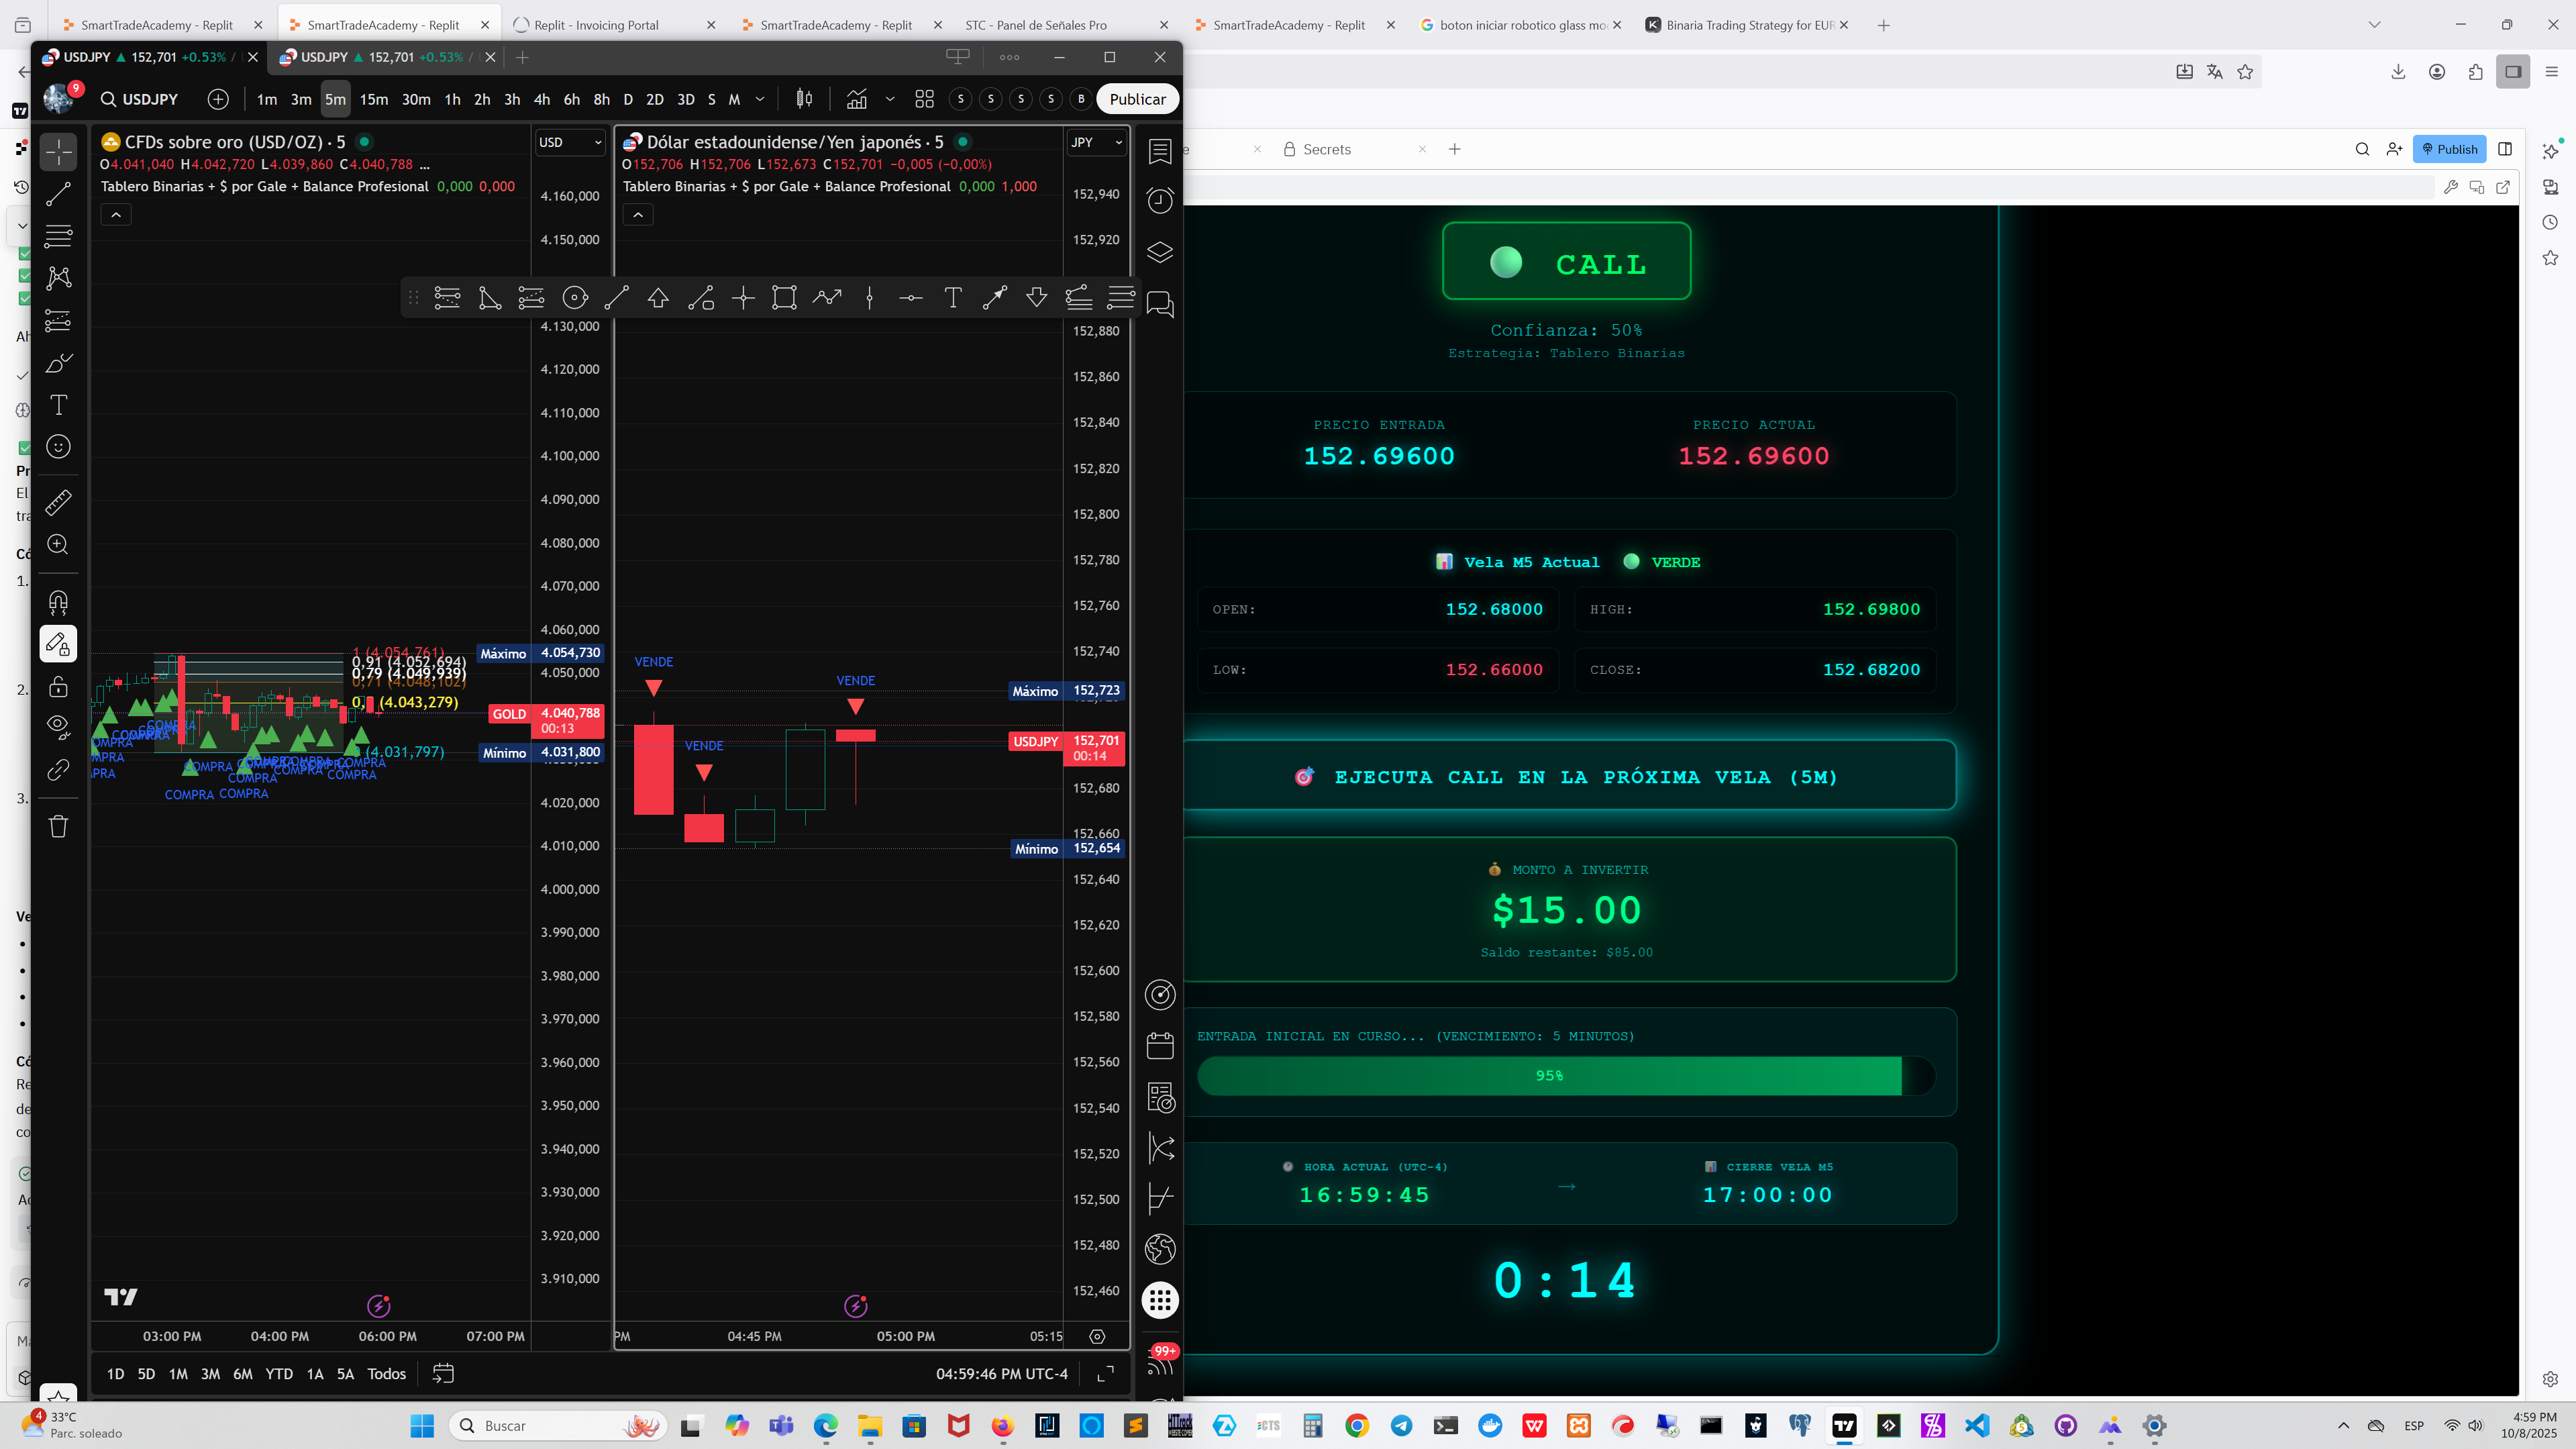 SmartTradeAcademy - Replit
SmartTradeAcademy - Replit
Replit - Invoicing Portal
SmartTradeAcademy - Replit
STC - Panel de Señales Pro
SmartTradeAcademy - Replit
boton iniciar robotico glass mo
Binaria Trading Strategy for EUR
USDJPY ▲ 152,701 +0.53% /
USDJPY ▲ 152,701 +0.53% /
9
USDJPY
1m 3m 5m 15m 30m 1h 2h 3h 4h 6h 8h D 2D 3D S M
S S S S B
Publicar
CFDs sobre oro (USD/OZ) · 5
USD
O4.041,040 H4.042,720 L4.039,860 C4.040,788 ...
Tablero Binarias + $ por Gale + Balance Profesional 0,000 0,000
4.160,000
4.150,000
4.130,000
4.120,000
4.110,000
4.100,000
4.090,000
4.080,000
4.070,000
4.060,000
4.050,000
4.020,000
4.010,000
4.000,000
3.990,000
3.980,000
3.970,000
3.960,000
3.950,000
3.940,000
3.930,000
3.920,000
3.910,000
1 (4.054,761)
0,91 (4.052,694)
0,79 (4.049,939)
0,71 (4.048,102)
(4.043,279)
(4.031,797)
Máximo 4.054,730
GOLD 4.040,788
00:13
Mínimo 4.031,800
COMPRA
COMPRA
COMPRA
COMPRA
COMPRA
COMPRA
COMPRA
COMPRA
COMPRA
03:00 PM 04:00 PM 06:00 PM 07:00 PM
Dólar estadounidense/Yen japonés · 5
JPY
O152,706 H152,706 L152,673 C152,701 −0,005 (−0,00%)
Tablero Binarias + $ por Gale + Balance Profesional 0,000 1,000
152,940
152,920
152,880
152,860
152,840
152,820
152,800
152,780
152,760
152,740
152,680
152,660
152,640
152,620
152,600
152,580
152,560
152,540
152,520
152,500
152,480
152,460
VENDE
VENDE
VENDE
Máximo 152,723
USDJPY 152,701
00:14
Mínimo 152,654
PM 04:45 PM 05:00 PM 05:15
1D 5D 1M 3M 6M YTD 1A 5A Todos
04:59:46 PM UTC-4
99+
Secrets
Publish
CALL
Confianza: 50%
Estrategia: Tablero Binarias
PRECIO ENTRADA
152.69600
PRECIO ACTUAL
152.69600
Vela M5 Actual VERDE
OPEN: 152.68000
HIGH: 152.69800
LOW: 152.66000
CLOSE: 152.68200
EJECUTA CALL EN LA PRÓXIMA VELA (5M)
MONTO A INVERTIR
$15.00
Saldo restante: $85.00
ENTRADA INICIAL EN CURSO... (VENCIMIENTO: 5 MINUTOS)
95%
HORA ACTUAL (UTC-4)
16:59:45
→
CIERRE VELA M5
17:00:00
0:14
4
33°C
Parc. soleado
Buscar
ESP
4:59 PM
10/8/2025